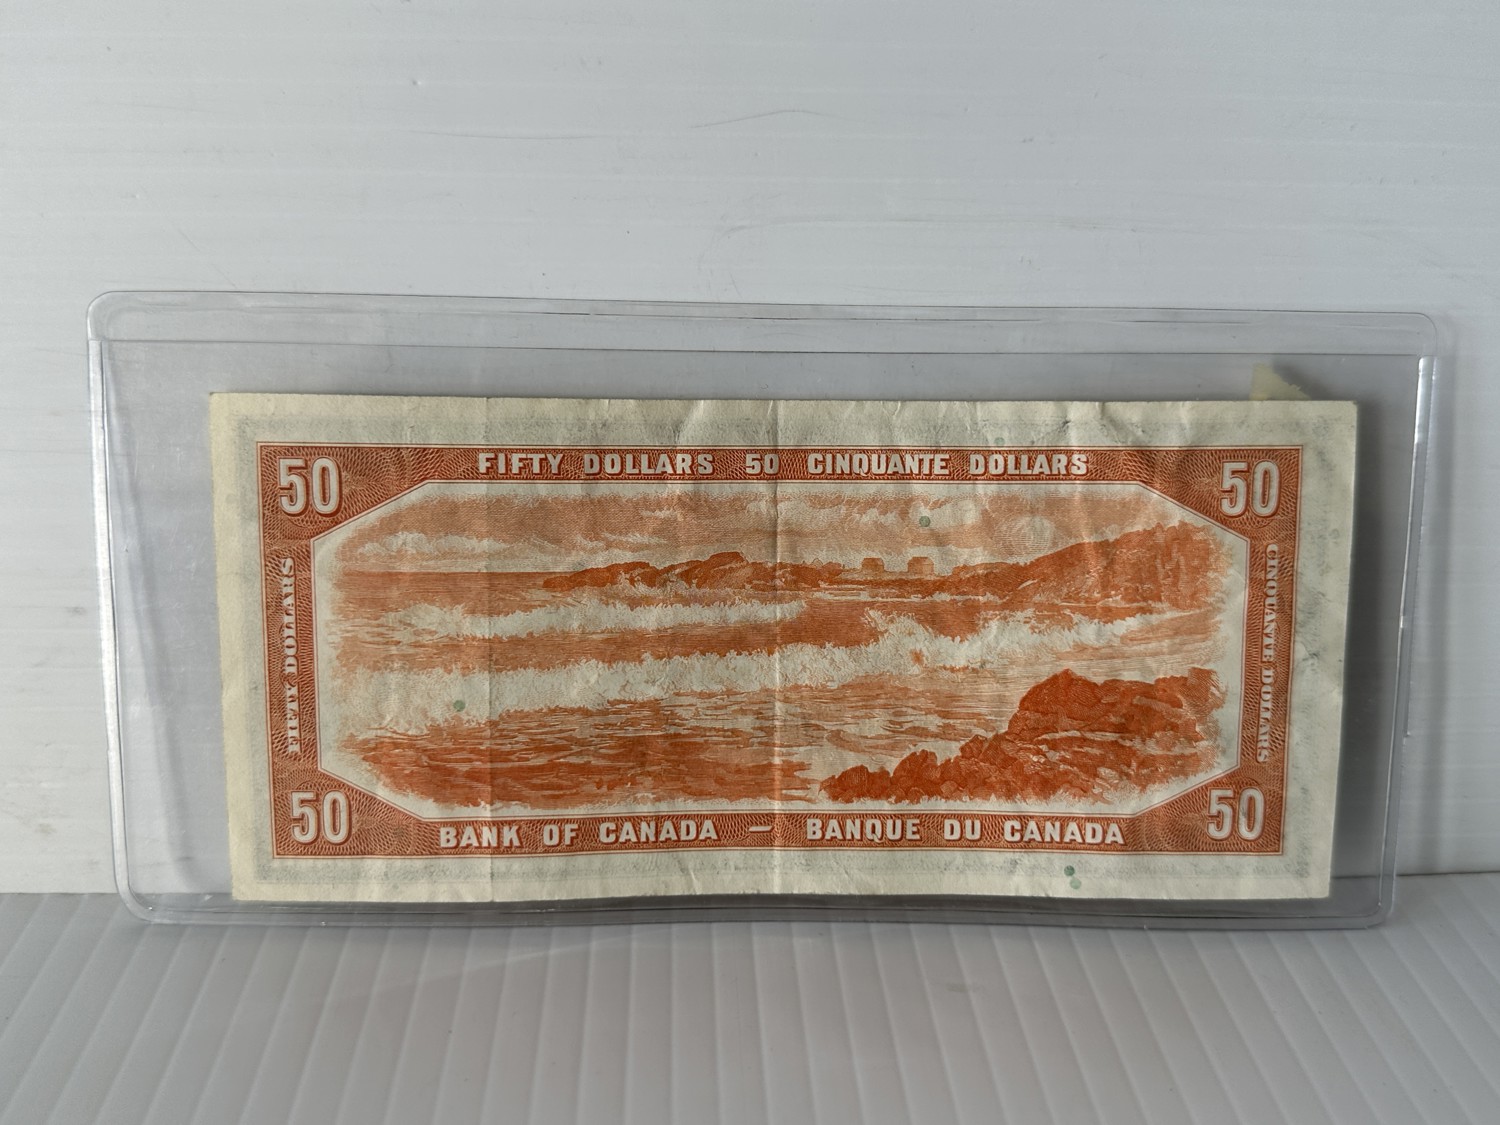 50 FIFTY DOLLARS 50 CINQUANTE DOLLARS 50
FIFTY DOLLARS
CINQUANTE DOLLARS
50 BANK OF CANADA — BANQUE DU CANADA 50